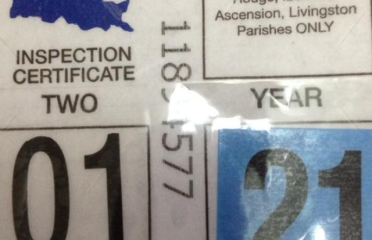 Ascension, Livingston
Parishes ONLY
INSPECTION
CERTIFICATE
TWO
YEAR
01
21